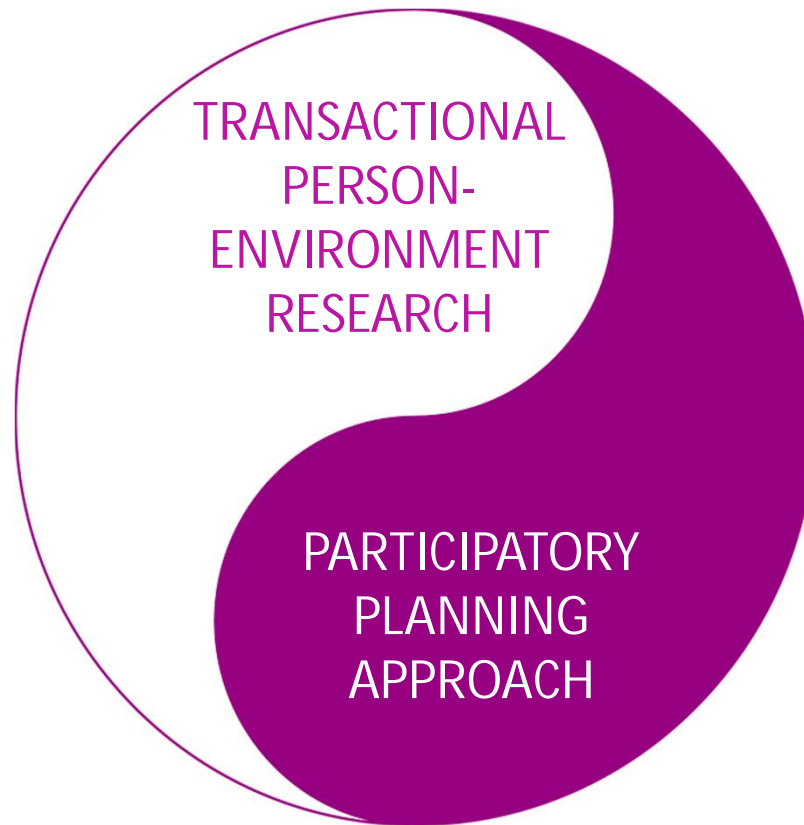 TRANSACTIONAL
PERSON-
ENVIRONMENT
RESEARCH
PARTICIPATORY
PLANNING
APPROACH